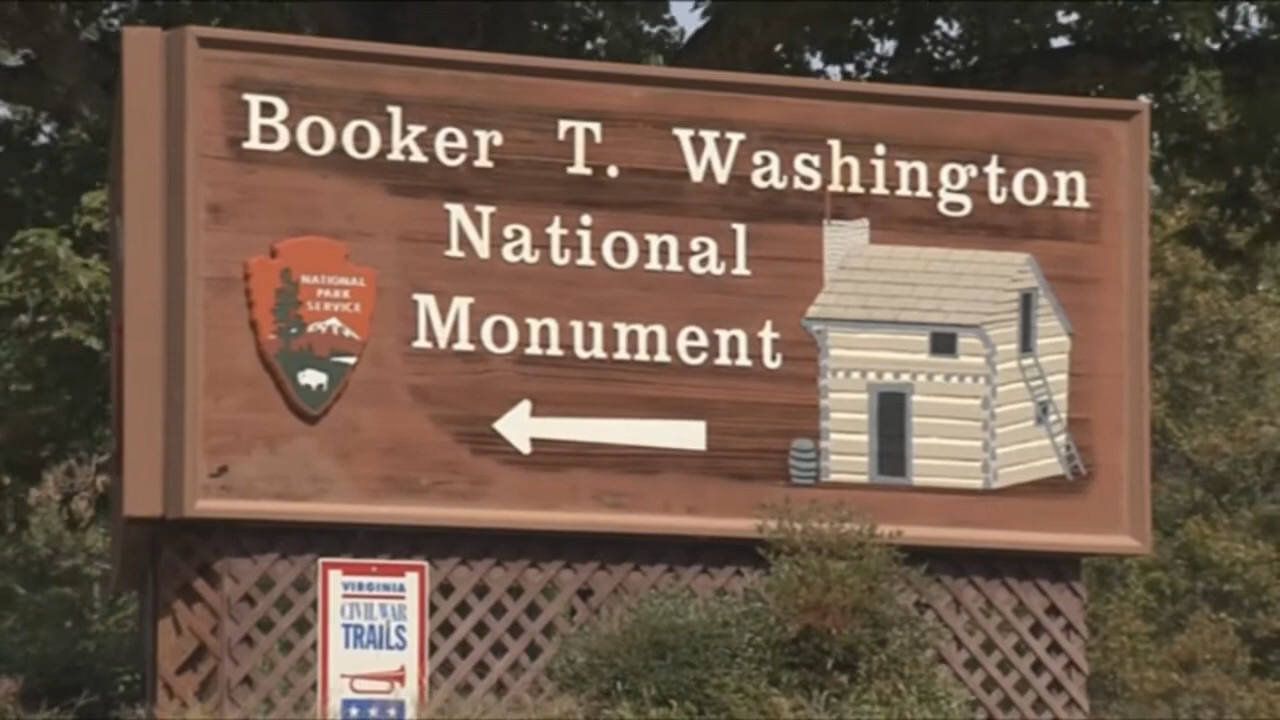 Booker T. Washington
National
Monument
NATIONAL
PARK
SERVICE
VIRGINIA
CIVIL WAR
TRAILS